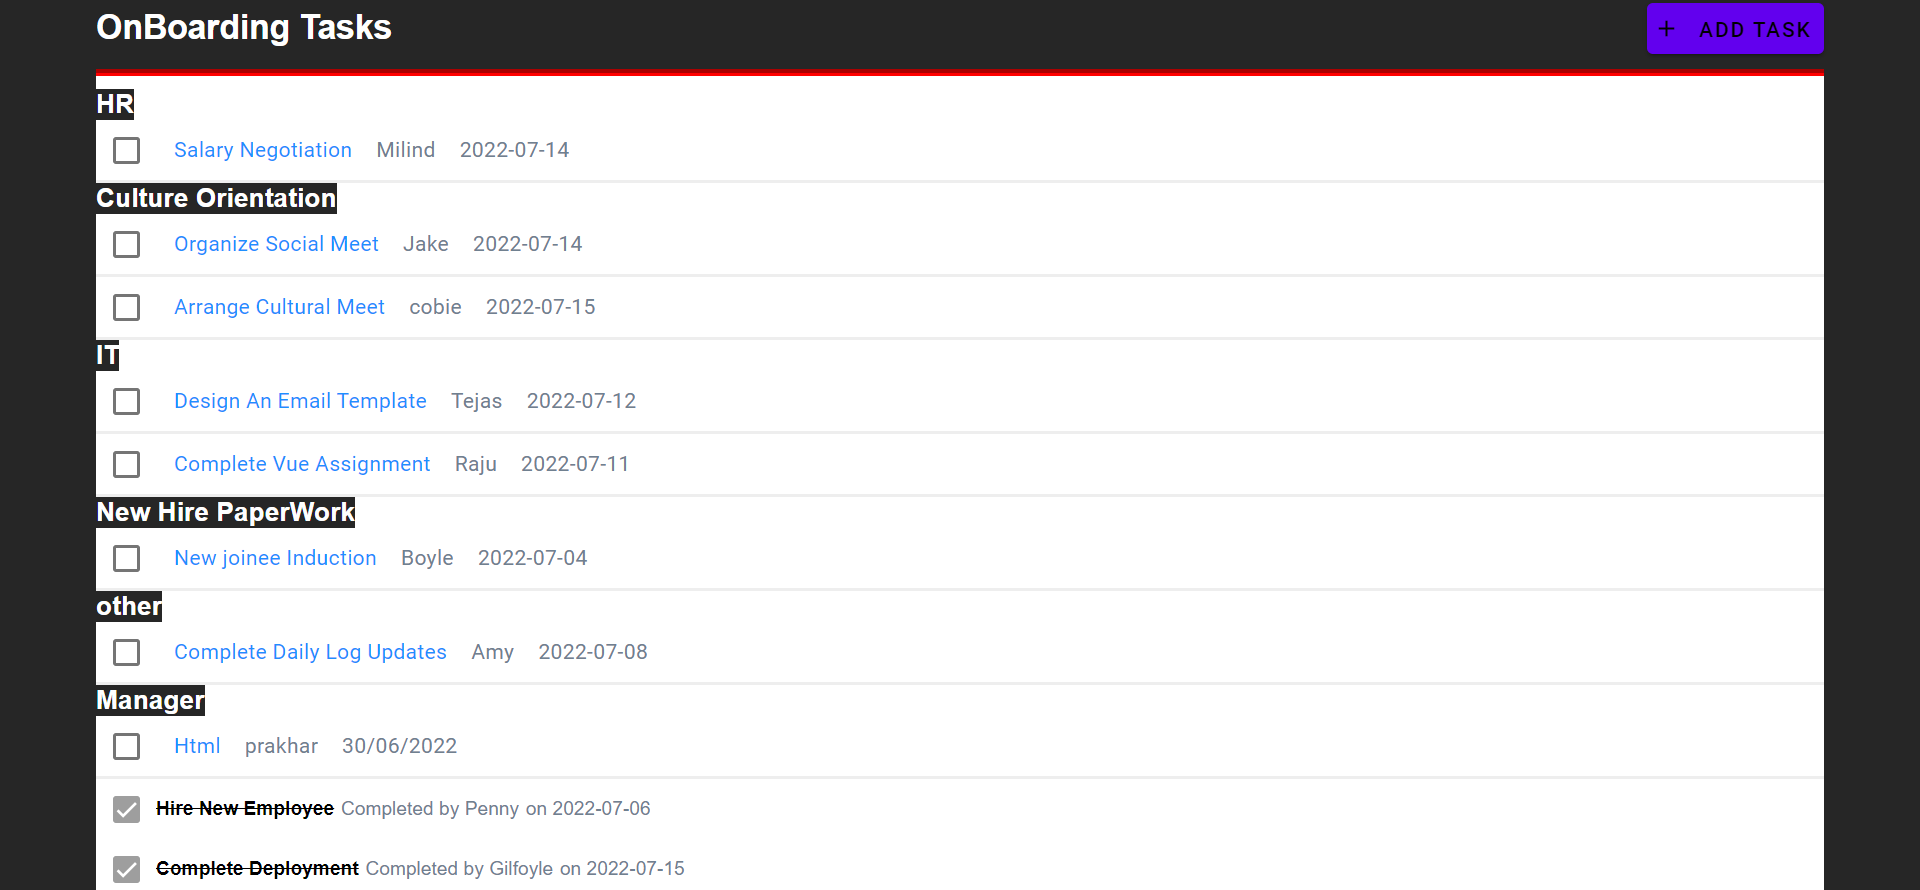 OnBoarding Tasks
+ ADD TASK
HR
Salary Negotiation Milind 2022-07-14
Culture Orientation
Organize Social Meet Jake 2022-07-14
Arrange Cultural Meet cobie 2022-07-15
IT
Design An Email Template Tejas 2022-07-12
Complete Vue Assignment Raju 2022-07-11
New Hire PaperWork
New joinee Induction Boyle 2022-07-04
other
Complete Daily Log Updates Amy 2022-07-08
Manager
Html prakhar 30/06/2022
Hire New Employee Completed by Penny on 2022-07-06
Complete Deployment Completed by Gilfoyle on 2022-07-15